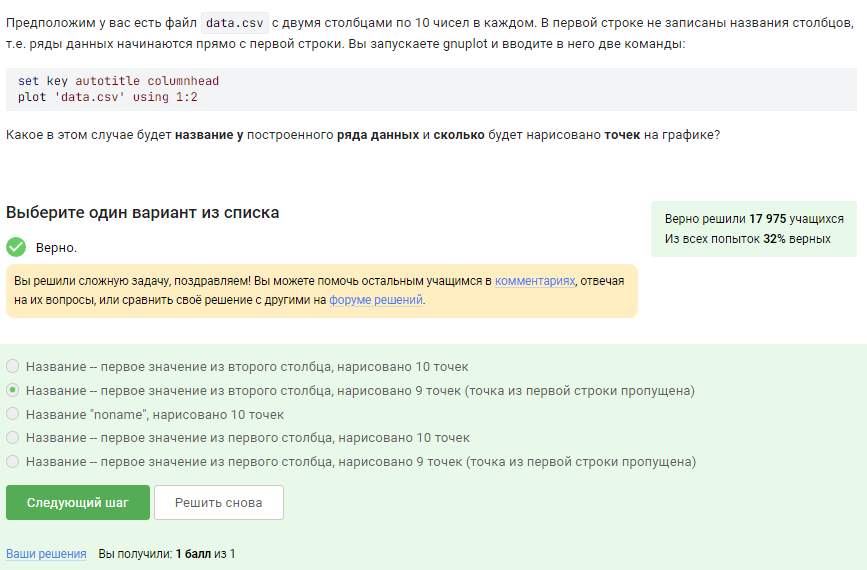 Предположим у вас есть файл data.csv с двумя столбцами по 10 чисел в каждом. В первой строке не записаны названия столбцов,
т.е. ряды данных начинаются прямо с первой строки. Вы запускаете gnuplot и вводите в него две команды:
set key autotitle columnhead
plot 'data.csv' using 1:2
Какое в этом случае будет название у построенного ряда данных и сколько будет нарисовано точек на графике?
Выберите один вариант из списка
Верно решили 17 975 учащихся
Из всех попыток 32% верных
Верно.
Вы решили сложную задачу, поздравляем! Вы можете помочь остальным учащимся в комментариях, отвечая
на их вопросы, или сравнить своё решение с другими на форуме решений.
Название -- первое значение из второго столбца, нарисовано 10 точек
Название -- первое значение из второго столбца, нарисовано 9 точек (точка из первой строки пропущена)
Название "noname", нарисовано 10 точек
Название -- первое значение из первого столбца, нарисовано 10 точек
Название -- первое значение из первого столбца, нарисовано 9 точек (точка из первой строки пропущена)
Следующий шаг
Решить снова
Ваши решения Вы получили: 1 балл из 1